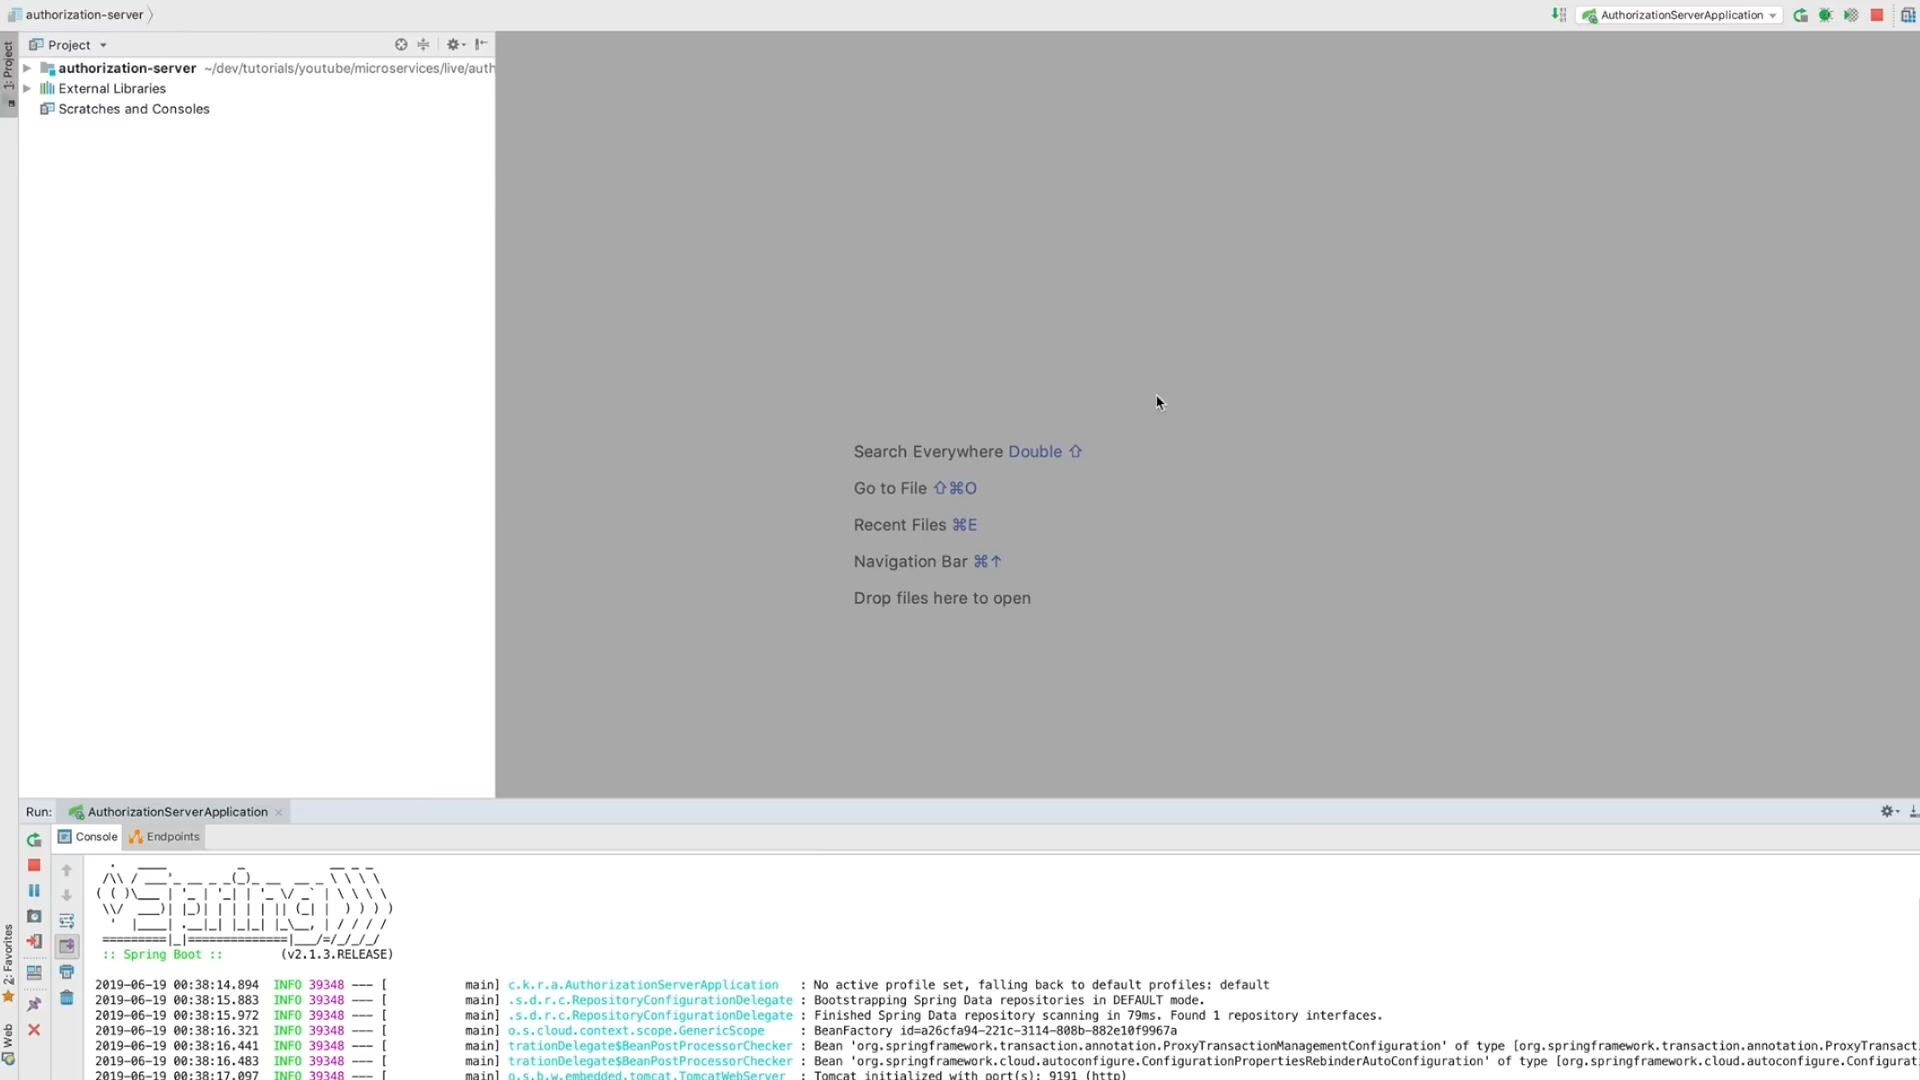 authorization-server
AuthorizationServerApplication
1: Project
Project
authorization-server ~/dev/tutorials/youtube/microservices/live/auth
External Libraries
Scratches and Consoles
Search Everywhere Double ⇧
Go to File ⇧⌘O
Recent Files ⌘E
Navigation Bar ⌘↑
Drop files here to open
Run: AuthorizationServerApplication
Console Endpoints
2: Favorites
Web
:: Spring Boot :: (v2.1.3.RELEASE)
2019-06-19 00:38:14.894 INFO 39348 --- [ main] c.k.r.a.AuthorizationServerApplication : No active profile set, falling back to default profiles: default
2019-06-19 00:38:15.883 INFO 39348 --- [ main] .s.d.r.c.RepositoryConfigurationDelegate : Bootstrapping Spring Data repositories in DEFAULT mode.
2019-06-19 00:38:15.972 INFO 39348 --- [ main] .s.d.r.c.RepositoryConfigurationDelegate : Finished Spring Data repository scanning in 79ms. Found 1 repository interfaces.
2019-06-19 00:38:16.321 INFO 39348 --- [ main] o.s.cloud.context.scope.GenericScope : BeanFactory id=a26cfa94-221c-3114-808b-882e10f9967a
2019-06-19 00:38:16.441 INFO 39348 --- [ main] trationDelegate$BeanPostProcessorChecker : Bean 'org.springframework.transaction.annotation.ProxyTransactionManagementConfiguration' of type [org.springframework.transaction.annotation.ProxyTransact
2019-06-19 00:38:16.483 INFO 39348 --- [ main] trationDelegate$BeanPostProcessorChecker : Bean 'org.springframework.cloud.autoconfigure.ConfigurationPropertiesRebinderAutoConfiguration' of type [org.springframework.cloud.autoconfigure.Configurat
2019-06-19 00:38:17.097 INFO 39348 --- [ main] o.s.b.w.embedded.tomcat.TomcatWebServer : Tomcat initialized with port(s): 9191 (http)